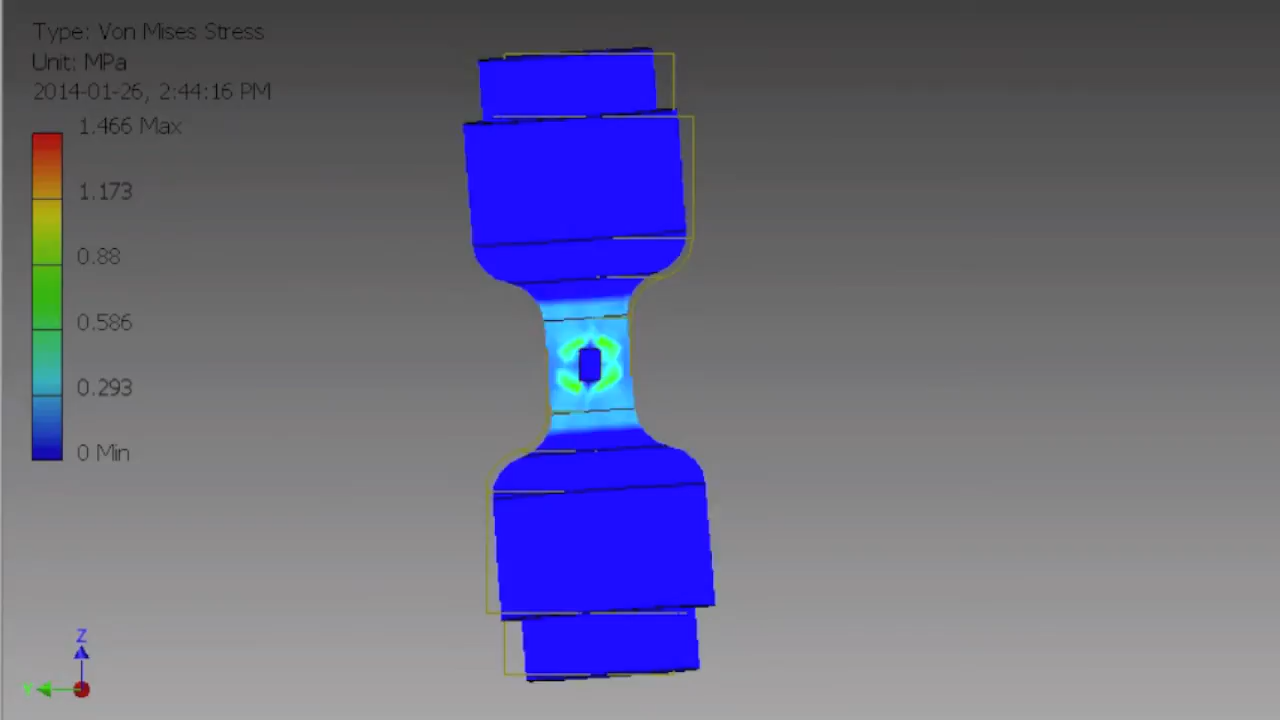 Type: Von Mises Stress
Unit: MPa
2014-01-26, 2:44:16 PM
1.466 Max
1.173
0.88
0.586
0.293
0 Min
Z
Y